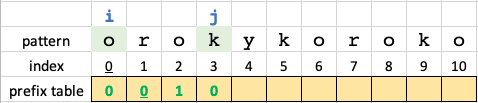 i j
pattern o r o k y k o r o k o
index 0 1 2 3 4 5 6 7 8 9 10
prefix table 0 0 1 0